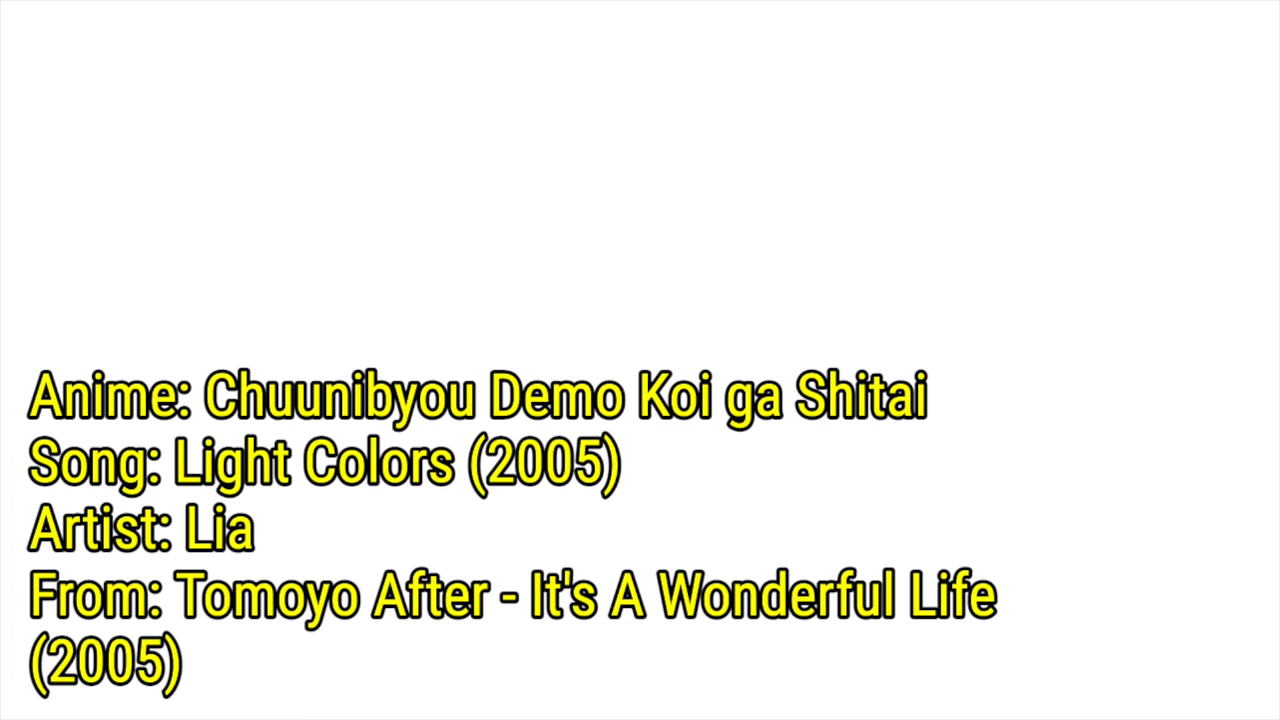 Anime: Chuunibyou Demo Koi ga Shitai
Song: Light Colors (2005)
Artist: Lia
From: Tomoyo After - It's A Wonderful Life
(2005)